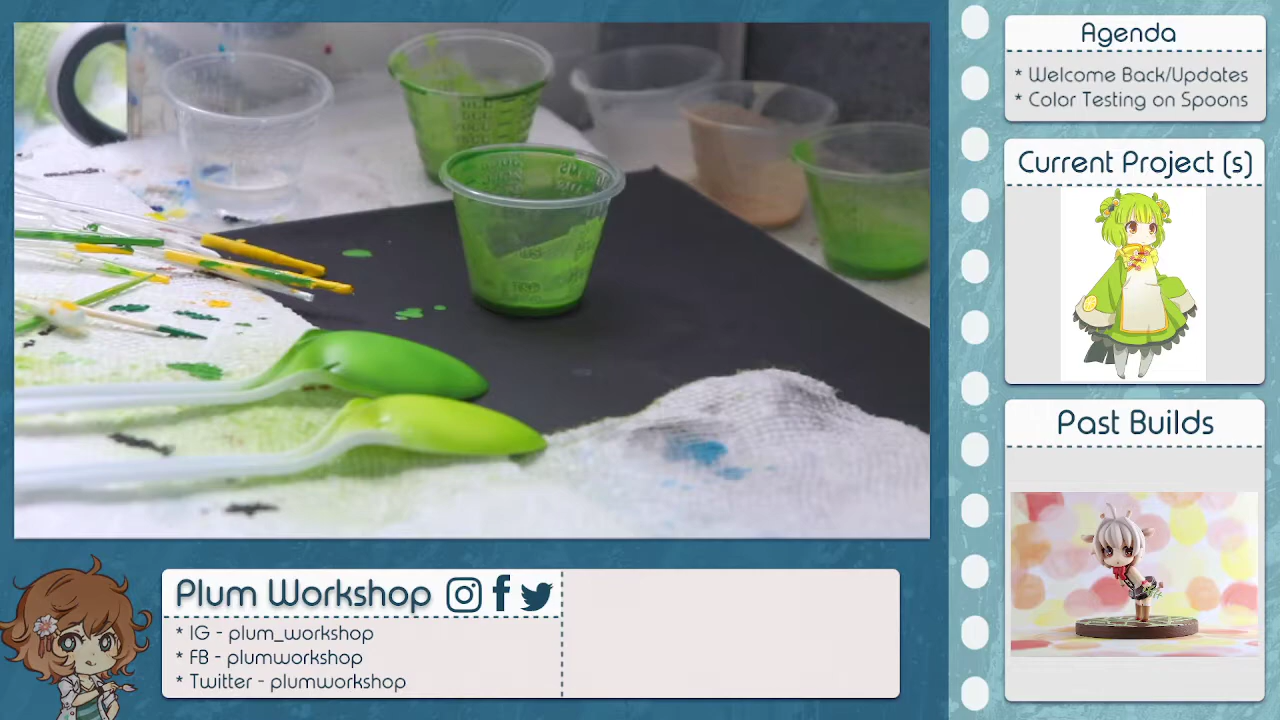 Agenda
* Welcome Back/Updates
* Color Testing on Spoons
Current Project (s)
Past Builds
Plum Workshop
* IG - plum_workshop
* FB - plumworkshop
* Twitter - plumworkshop